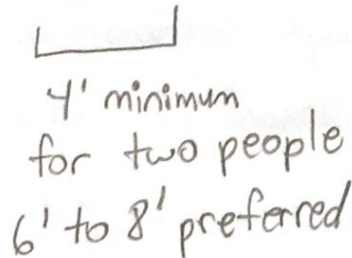 4' minimum
for two people
6' to 8' preferred